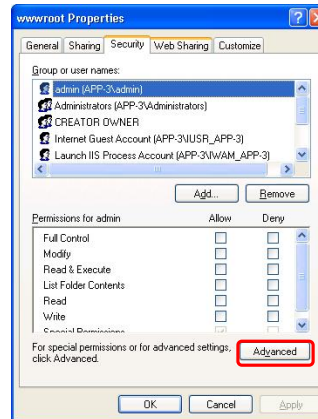 wwwroot Properties
General Sharing Security Web Sharing Customize
Group or user names:
admin (APP-3\admin)
Administrators (APP-3\Administrators)
CREATOR OWNER
Internet Guest Account (APP-3\IUSR_APP-3)
Launch IIS Process Account (APP-3\IWAM_APP-3)
Add... Remove
Permissions for admin Allow Deny
Full Control
Modify
Read & Execute
List Folder Contents
Read
Write
Special Permissions
For special permissions or for advanced settings,
click Advanced.
Advanced
OK Cancel Apply